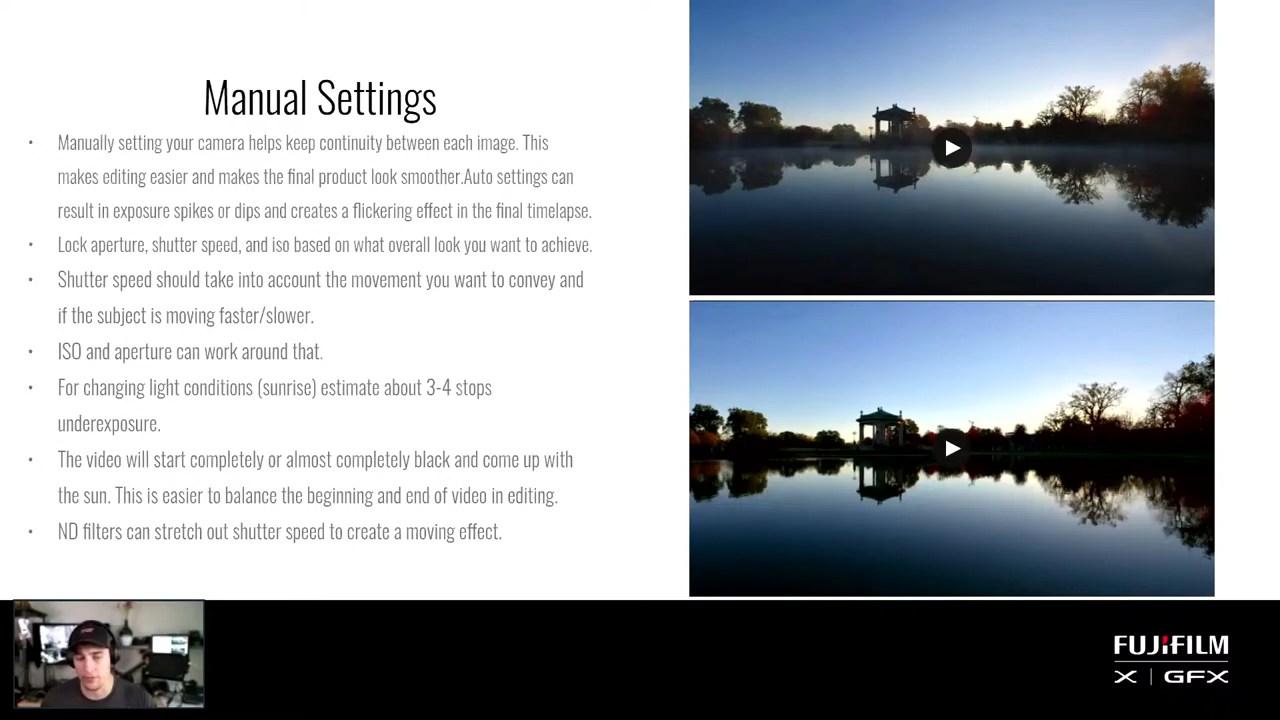 Manual Settings
• Manually setting your camera helps keep continuity between each image. This
makes editing easier and makes the final product look smoother.Auto settings can
result in exposure spikes or dips and creates a flickering effect in the final timelapse.
• Lock aperture, shutter speed, and iso based on what overall look you want to achieve.
• Shutter speed should take into account the movement you want to convey and
if the subject is moving faster/slower.
• ISO and aperture can work around that.
• For changing light conditions (sunrise) estimate about 3-4 stops
underexposure.
• The video will start completely or almost completely black and come up with
the sun. This is easier to balance the beginning and end of video in editing.
• ND filters can stretch out shutter speed to create a moving effect.
FUJIFILM
X | GFX